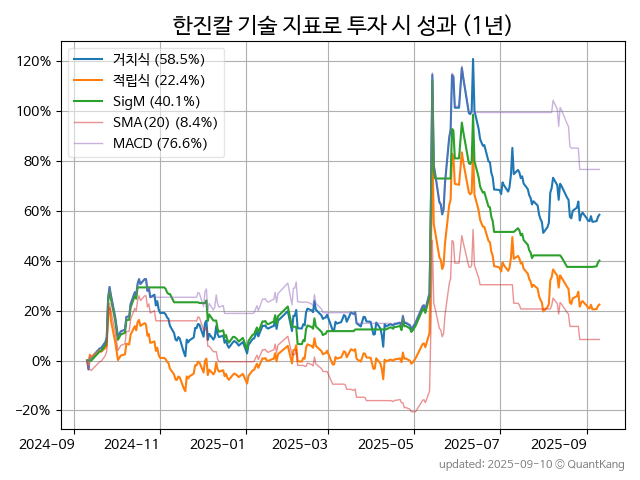 한진칼 기술 지표로 투자 시 성과 (1년)
거치식 (58.5%)
적립식 (22.4%)
SigM (40.1%)
SMA(20) (8.4%)
MACD (76.6%)
120%
100%
80%
60%
40%
20%
0%
−20%
2024-09
2024-11
2025-01
2025-03
2025-05
2025-07
2025-09
updated: 2025-09-10 © QuantKang